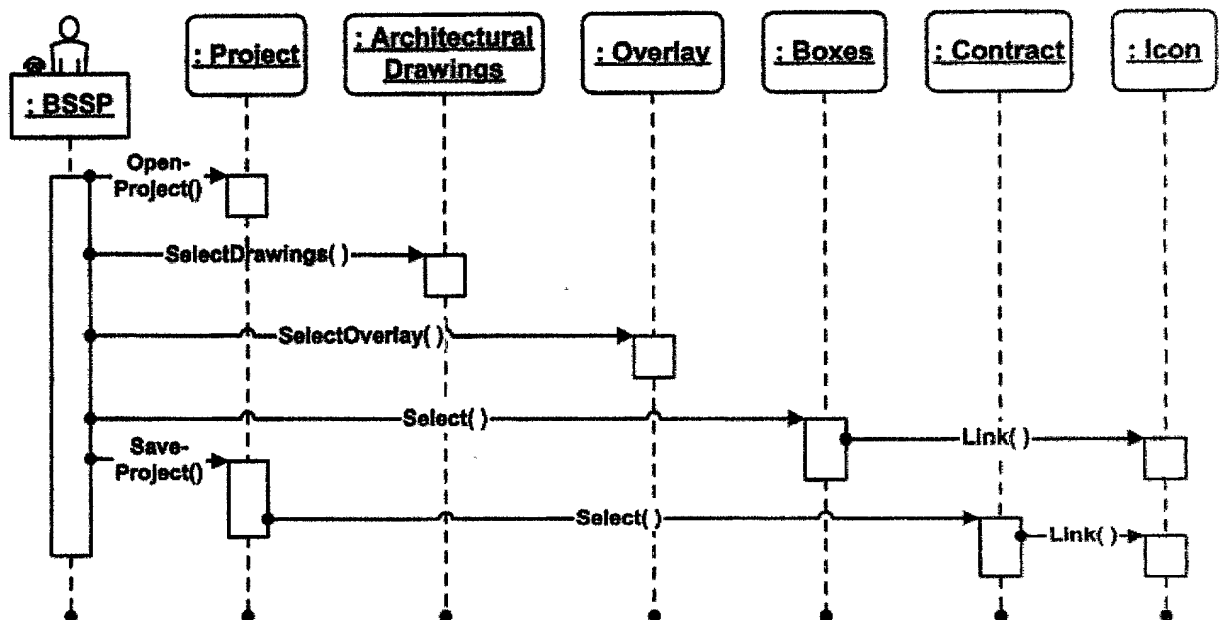 : BSSP
: Project
: Architectural
Drawings
: Overlay
: Boxes
: Contract
: Icon
Open-
Project()
SelectDrawings( )
SelectOverlay( )
Select( )
Link( )
Save-
Project()
Select( )
Link( )